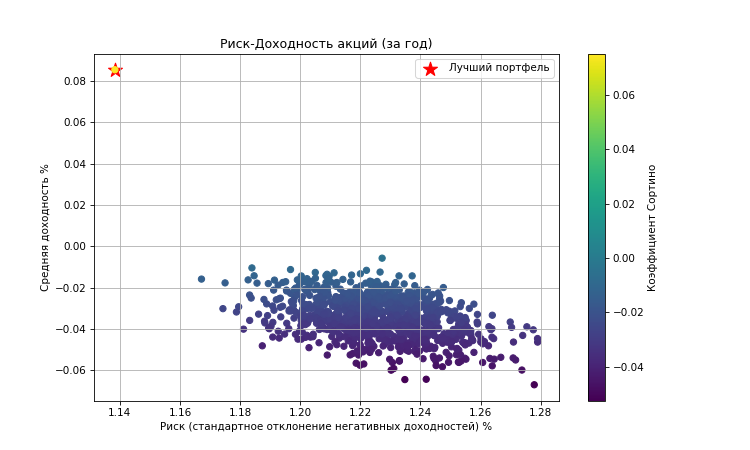 Риск-Доходность акций (за год)
Лучший портфель
Средняя доходность %
0.08
0.06
0.04
0.02
0.00
−0.02
−0.04
−0.06
1.14 1.16 1.18 1.20 1.22 1.24 1.26 1.28
Риск (стандартное отклонение негативных доходностей) %
0.06
0.04
0.02
0.00
−0.02
−0.04
Коэффициент Сортино